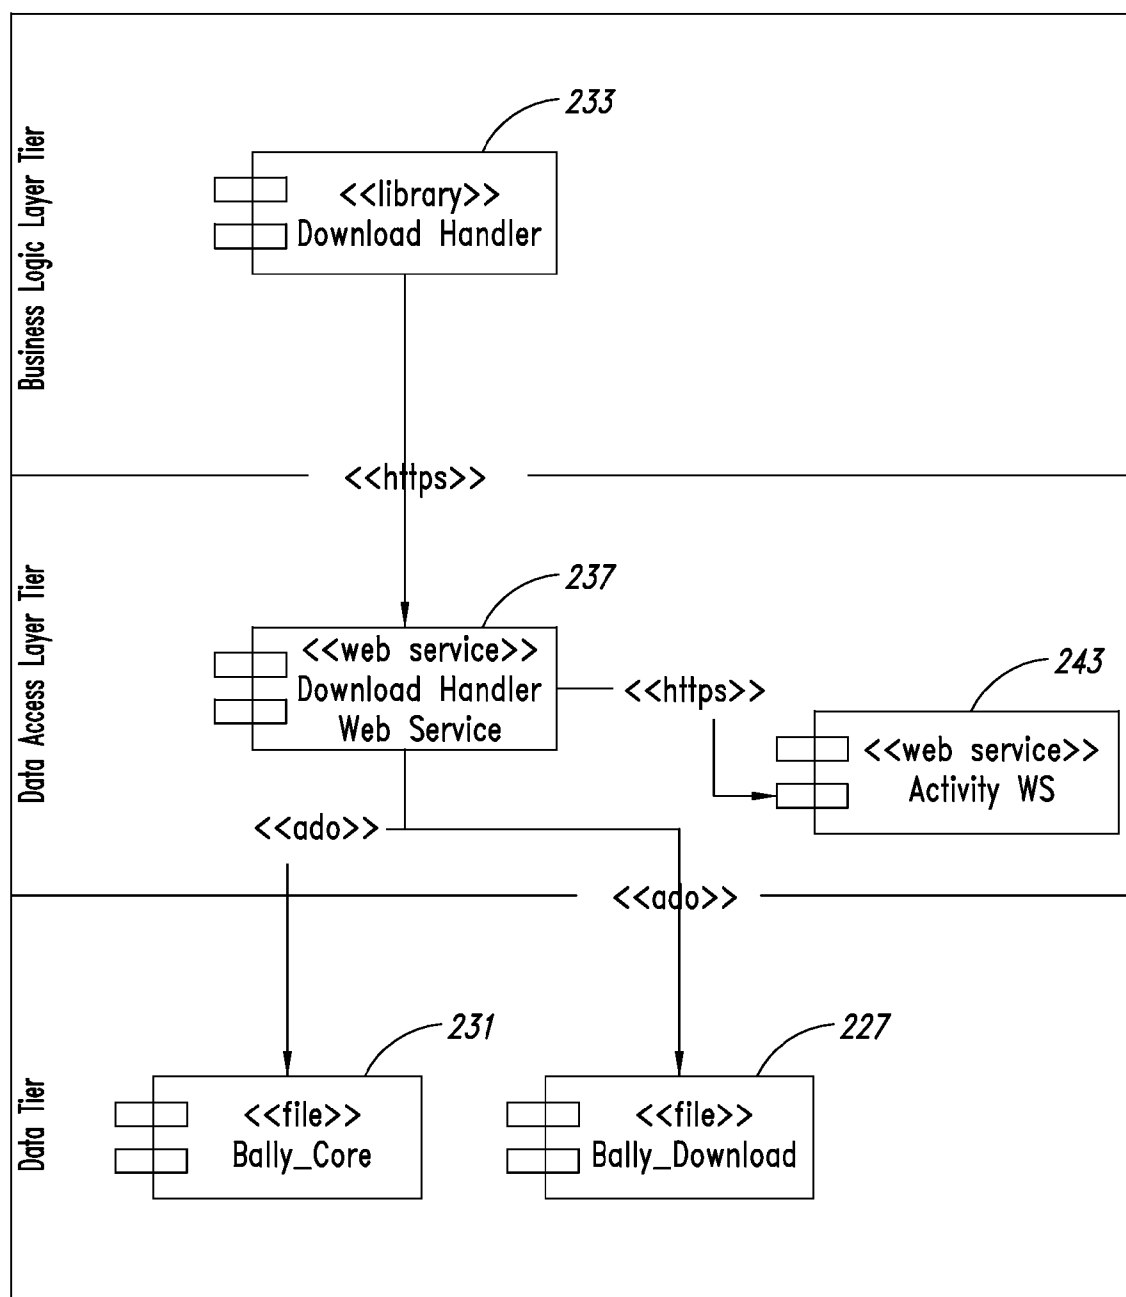 Business Logic Layer Tier
233
<<library>>
Download Handler
<<https>>
Data Access Layer Tier
237
<<web service>>
Download Handler
Web Service
<<https>>
243
<<web service>>
Activity WS
<<ado>>
<<ado>>
Data Tier
231
<<file>>
Bally_Core
227
<<file>>
Bally_Download